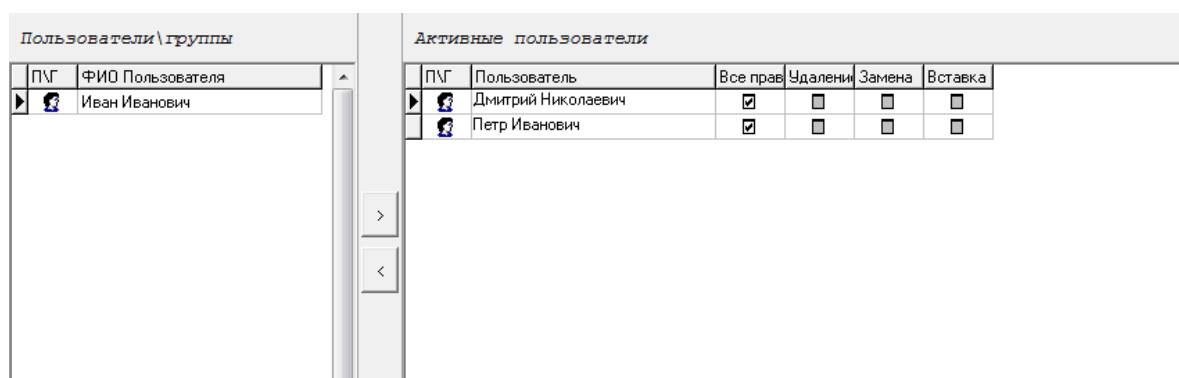 Пользователи\группы
П\Г ФИО Пользователя
Иван Иванович
>
<
Активные пользователи
П\Г Пользователь Все прав Удалени Замена Вставка
Дмитрий Николаевич
Петр Иванович